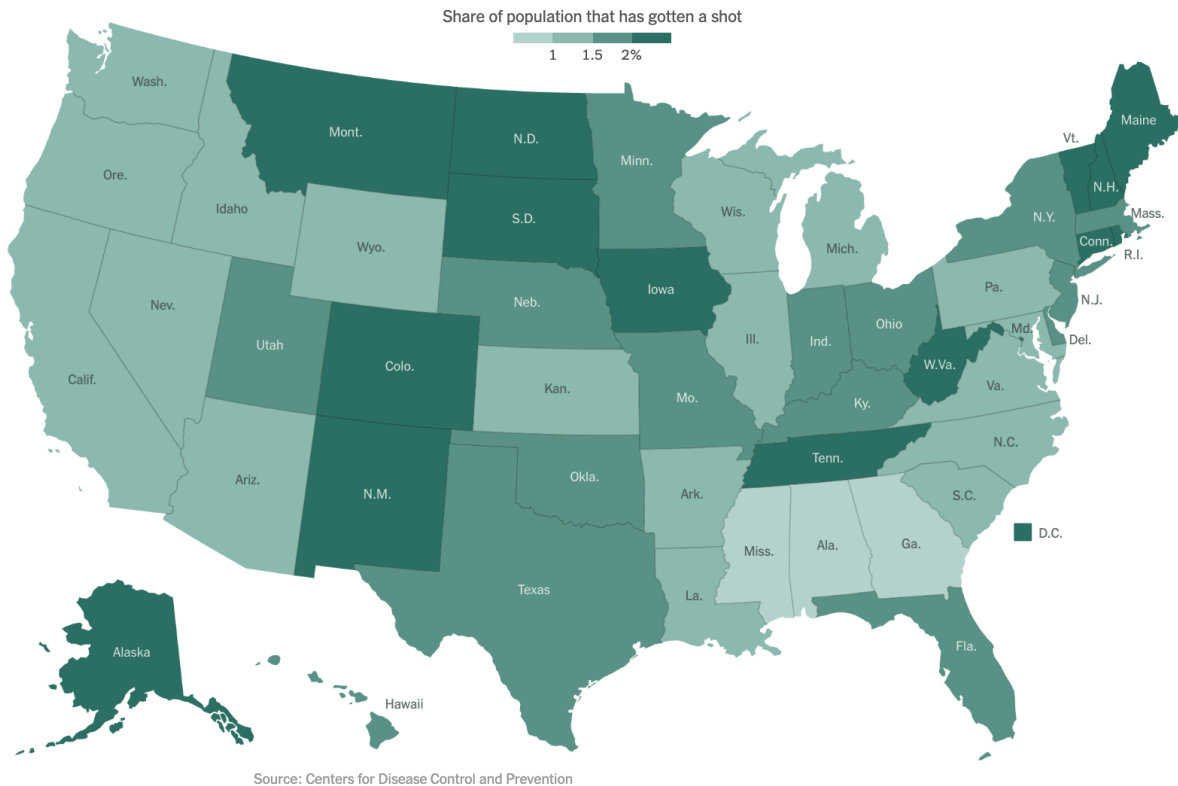 Share of population that has gotten a shot
1 1.5 2%
Wash.
Mont.
N.D.
Minn.
Maine
Vt.
N.H.
Ore.
Idaho
S.D.
Wis.
Mich.
N.Y.
Mass.
Conn.
R.I.
Wyo.
Neb.
Iowa
Pa.
N.J.
Nev.
Utah
Colo.
Ill.
Ind.
Ohio
Md.
Del.
Calif.
Kan.
Mo.
Ky.
W.Va.
Va.
Ariz.
N.M.
Okla.
Ark.
Tenn.
N.C.
S.C.
Miss.
Ala.
Ga.
D.C.
Texas
La.
Fla.
Alaska
Hawaii
Source: Centers for Disease Control and Prevention